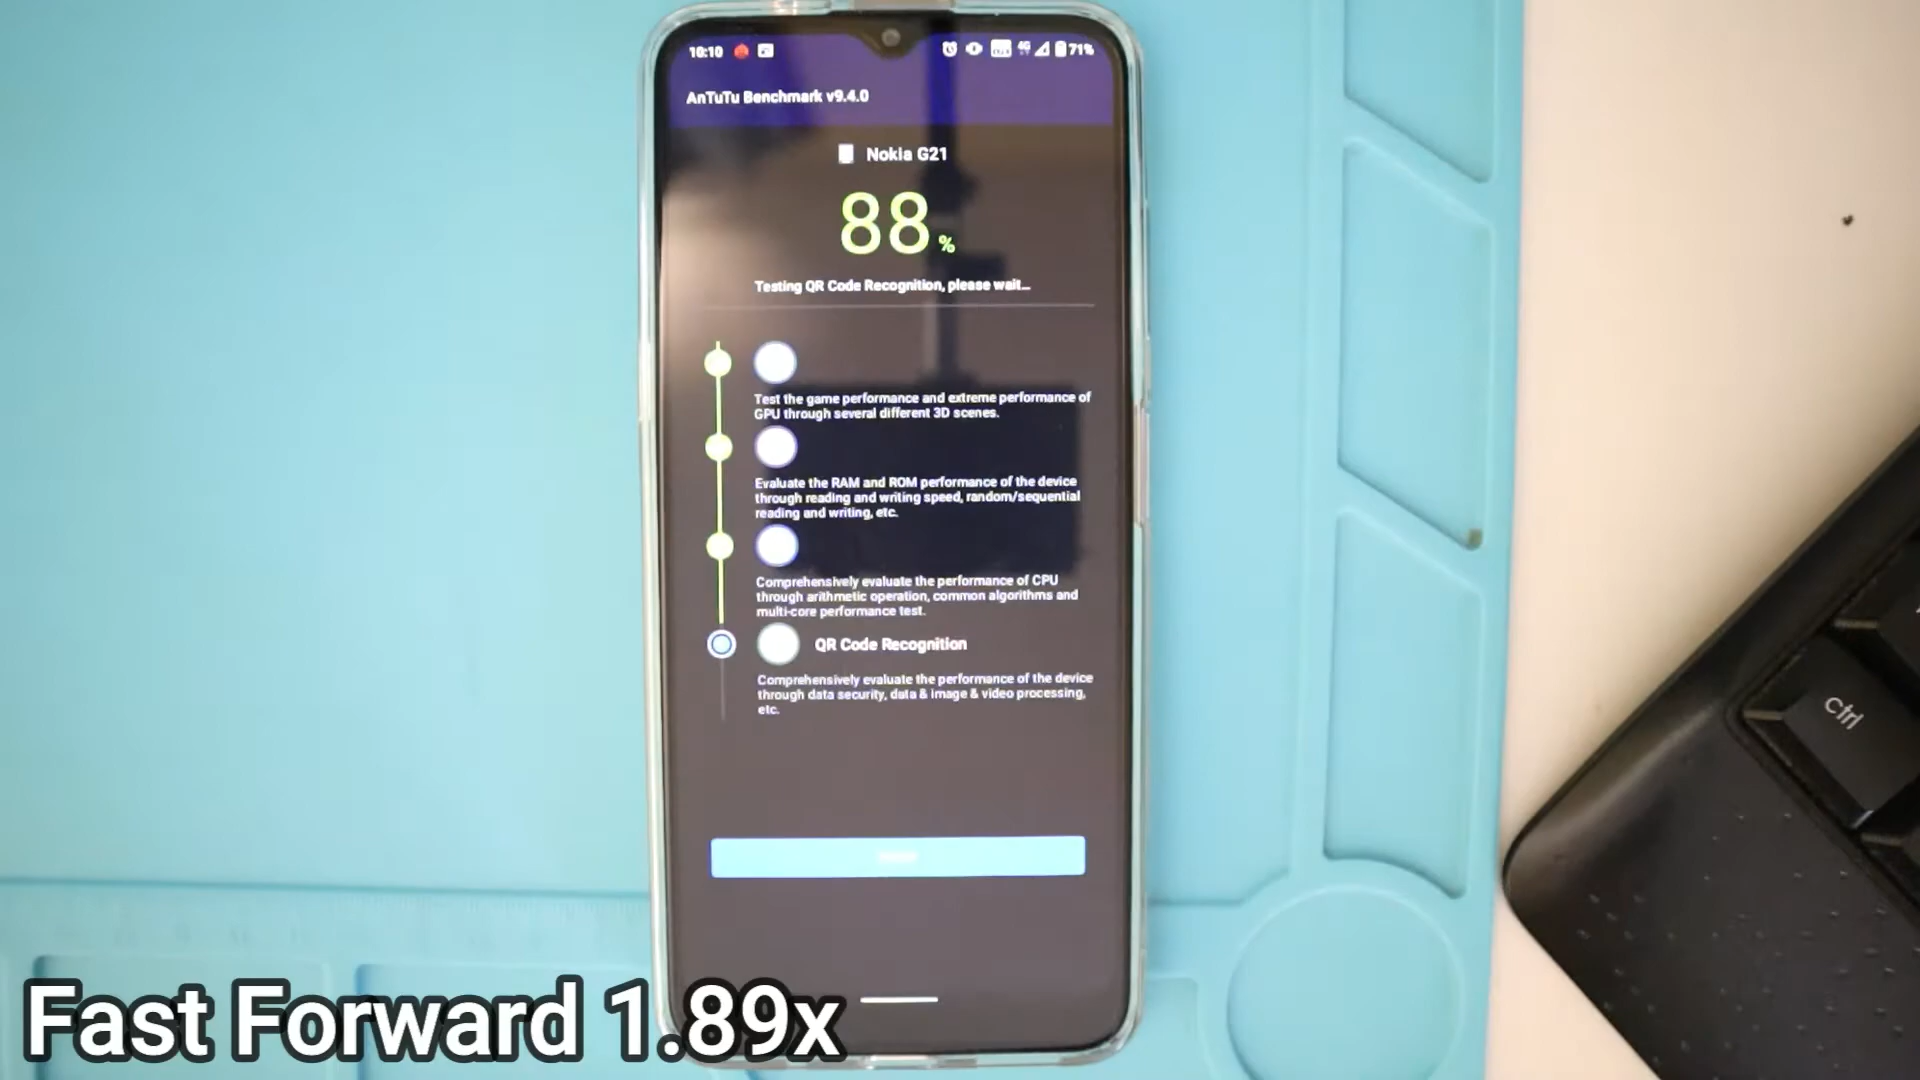 10:10
4G
71%
AnTuTu Benchmark v9.4.0
Nokia G21
88%
Testing QR Code Recognition, please wait...
Test the game performance and extreme performance of
GPU through several different 3D scenes.
Evaluate the RAM and ROM performance of the device
through reading and writing speed, random/sequential
reading and writing, etc.
Comprehensively evaluate the performance of CPU
through arithmetic operation, common algorithms and
multi-core performance test.
QR Code Recognition
Comprehensively evaluate the performance of the device
through data security, data & image & video processing,
etc.
Ctrl
Fast Forward 1.89x